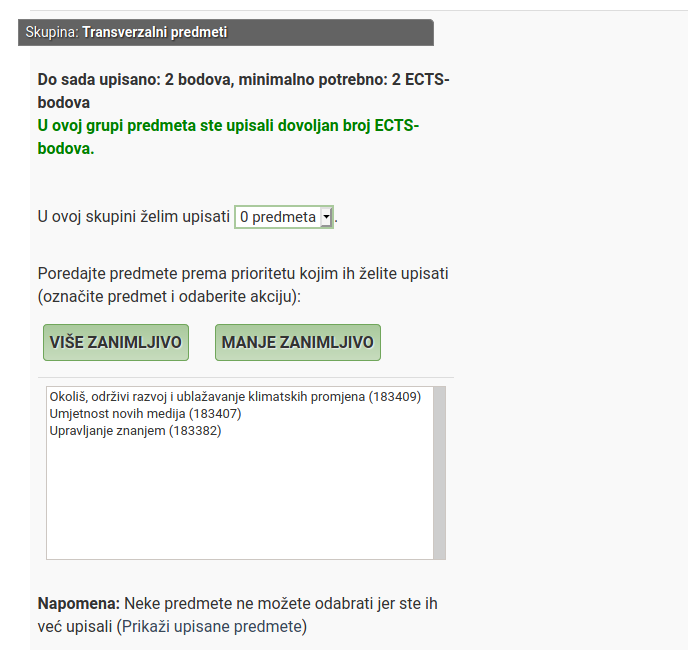 Skupina: Transverzalni predmeti
Do sada upisano: 2 bodova, minimalno potrebno: 2 ECTS-
bodova
U ovoj grupi predmeta ste upisali dovoljan broj ECTS-
bodova.
U ovoj skupini želim upisati 0 predmeta.
Poredajte predmete prema prioritetu kojim ih želite upisati
(označite predmet i odaberite akciju):
VIŠE ZANIMLJIVO MANJE ZANIMLJIVO
Okoliš, održivi razvoj i ublažavanje klimatskih promjena (183409)
Umjetnost novih medija (183407)
Upravljanje znanjem (183382)
Napomena: Neke predmete ne možete odabrati jer ste ih
već upisali (Prikaži upisane predmete)